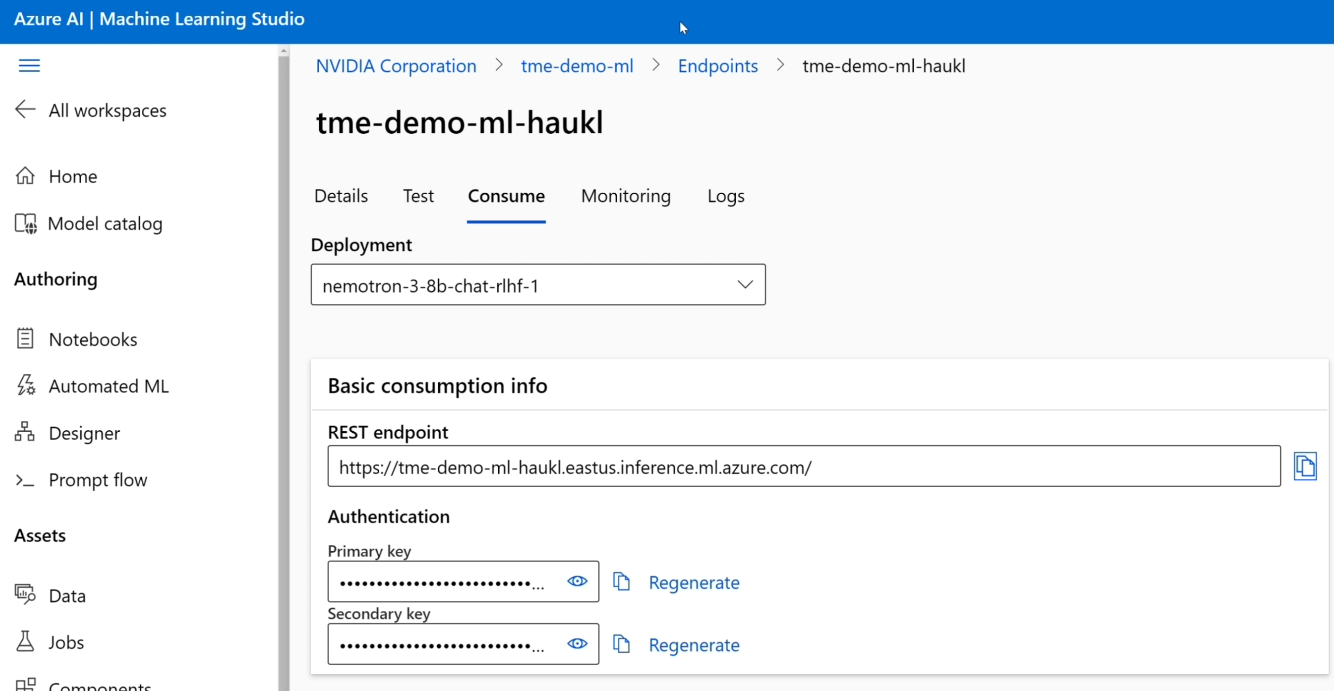 Azure AI | Machine Learning Studio
NVIDIA Corporation > tme-demo-ml > Endpoints > tme-demo-ml-haukl
All workspaces
Home
Model catalog
Authoring
Notebooks
Automated ML
Designer
Prompt flow
Assets
Data
Jobs
Components
tme-demo-ml-haukl
Details Test Consume Monitoring Logs
Deployment
nemotron-3-8b-chat-rlhf-1
Basic consumption info
REST endpoint
https://tme-demo-ml-haukl.eastus.inference.ml.azure.com/
Authentication
Primary key
••••••••••••••••••••••••••... Regenerate
Secondary key
••••••••••••••••••••••••••... Regenerate